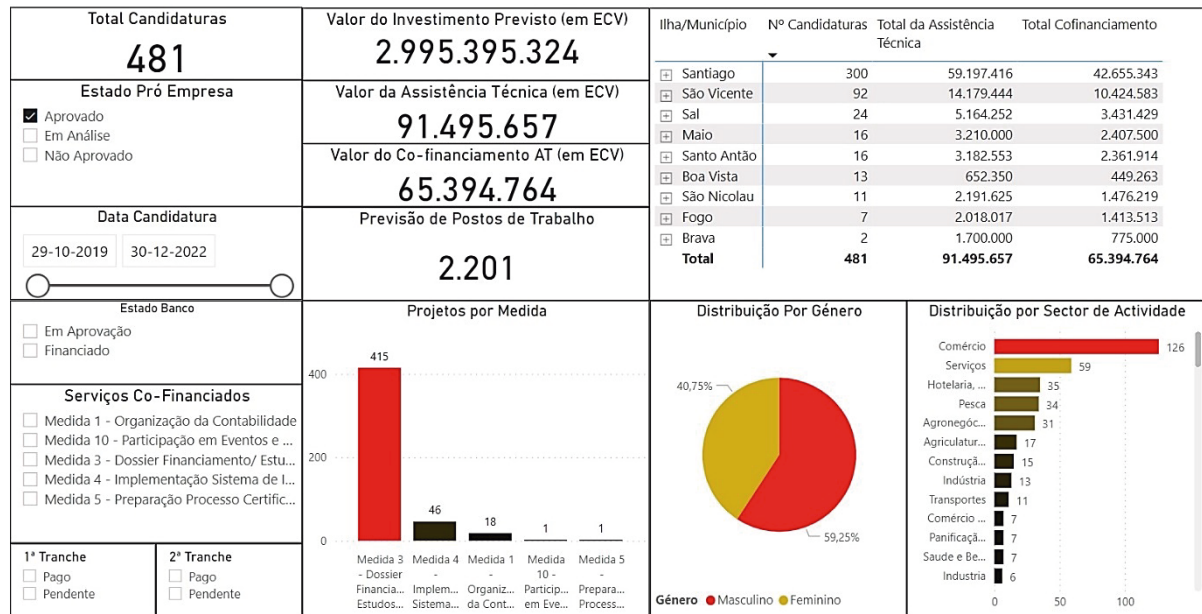 Total Candidaturas
481
Estado Pró Empresa
Aprovado
Em Análise
Não Aprovado
Data Candidatura
29-10-2019 30-12-2022
Estado Banco
Em Aprovação
Financiado
Serviços Co-Financiados
Medida 1 - Organização da Contabilidade
Medida 10 - Participação em Eventos e ...
Medida 3 - Dossier Financiamento/ Estu...
Medida 4 - Implementação Sistema de I...
Medida 5 - Preparação Processo Certific...
1ª Tranche
Pago
Pendente
2ª Tranche
Pago
Pendente
Valor do Investimento Previsto (em ECV)
2.995.395.324
Valor da Assistência Técnica (em ECV)
91.495.657
Valor do Co-financiamento AT (em ECV)
65.394.764
Previsão de Postos de Trabalho
2.201
Ilha/Município Nº Candidaturas Total da Assistência Total Cofinanciamento
Técnica
Santiago 300 59.197.416 42.655.343
São Vicente 92 14.179.444 10.424.583
Sal 24 5.164.252 3.431.429
Maio 16 3.210.000 2.407.500
Santo Antão 16 3.182.553 2.361.914
Boa Vista 13 652.350 449.263
São Nicolau 11 2.191.625 1.476.219
Fogo 7 2.018.017 1.413.513
Brava 2 1.700.000 775.000
Total 481 91.495.657 65.394.764
Projetos por Medida
415
400
200
46
18
1 1
0
Medida 3 Medida 4 Medida 1 Medida Medida 5
- Dossier - - 10 - -
Financia... Implem... Organiz... Particip... Prepara...
Estudos... Sistema... da Cont... em Eve... Process...
Distribuição Por Género
40,75%
59,25%
Género Masculino Feminino
Distribuição por Sector de Actividade
Comércio 126
Serviços 59
Hotelaria, ... 35
Pesca 34
Agronegóc... 31
Agricultur... 17
Construçã... 15
Indústria 13
Transportes 11
Comércio ... 7
Panificaçã... 7
Saude e Be... 7
Industria 6
0 50 100